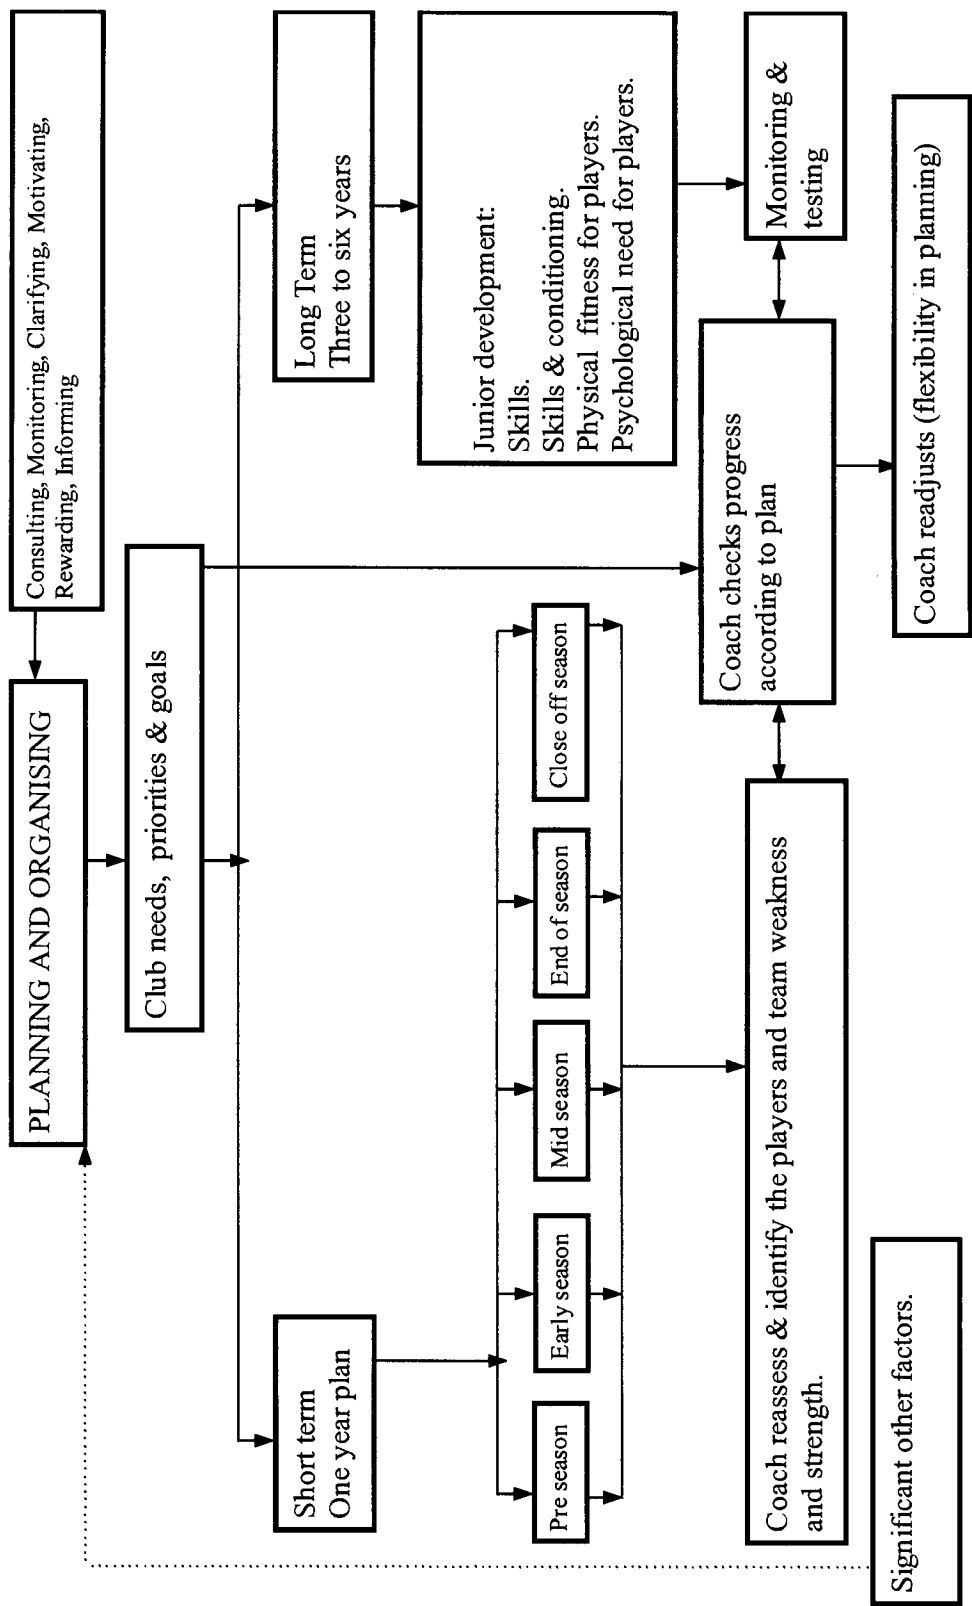 PLANNING AND ORGANISING
Consulting, Monitoring, Clarifying, Motivating,
Rewarding, Informing
Club needs, priorities & goals
Short term
One year plan
Long Term
Three to six years
Pre season
Early season
Mid season
End of season
Close off season
Junior development:
Skills.
Skills & conditioning.
Physical fitness for players.
Psychological need for players.
Coach reassess & identify the players and team weakness
and strength.
Coach checks progress
according to plan
Monitoring &
testing
Significant other factors.
Coach readjusts (flexibility in planning)